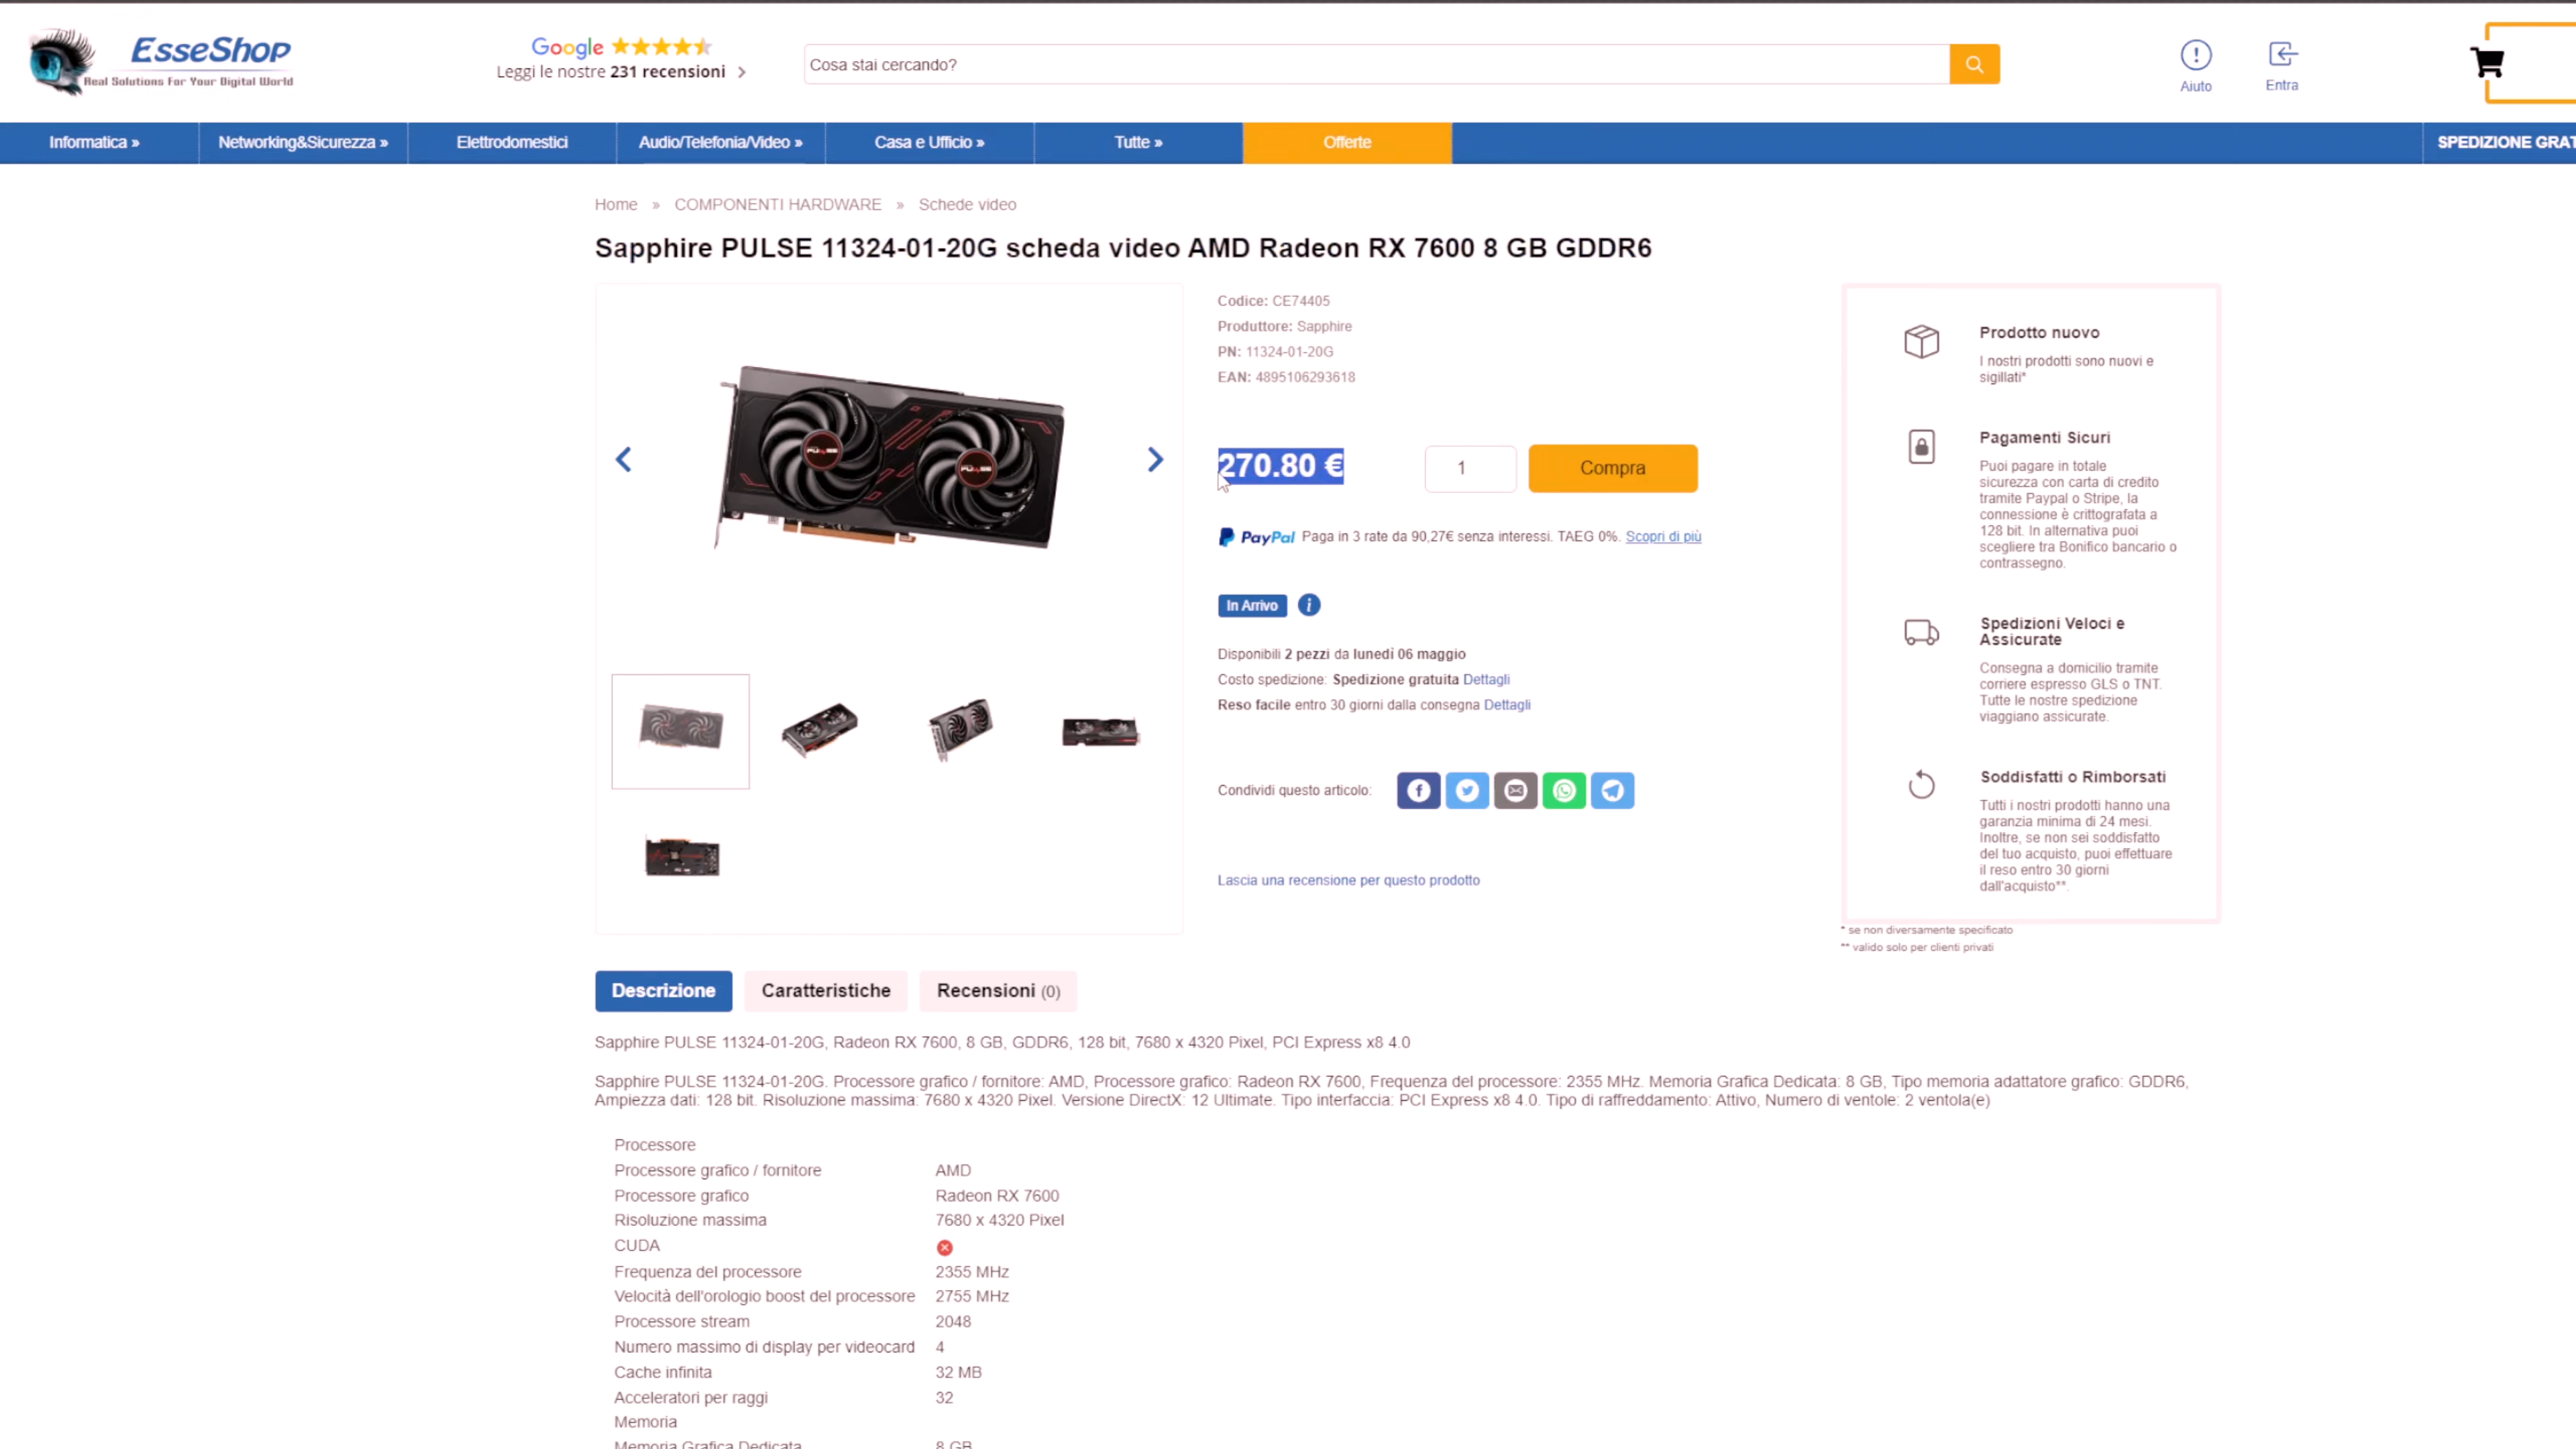 EsseShop
Real Solutions For Your Digital World
Google
Leggi le nostre 231 recensioni
Cosa stai cercando?
Aiuto
Entra
Informatica »
Networking&Sicurezza »
Elettrodomestici
Audio/Telefonia/Video »
Casa e Ufficio »
Tutte »
Offerte
SPEDIZIONE GRAT
Home » COMPONENTI HARDWARE » Schede video
Sapphire PULSE 11324-01-20G scheda video AMD Radeon RX 7600 8 GB GDDR6
PULSE
PULSE
Codice: CE74405
Produttore: Sapphire
PN: 11324-01-20G
EAN: 4895106293618
270.80 €
1
Compra
PayPal Paga in 3 rate da 90,27€ senza interessi. TAEG 0%. Scopri di più
In Arrivo
Disponibili 2 pezzi da lunedì 06 maggio
Costo spedizione: Spedizione gratuita Dettagli
Reso facile entro 30 giorni dalla consegna Dettagli
Condividi questo articolo:
Lascia una recensione per questo prodotto
Prodotto nuovo
I nostri prodotti sono nuovi e
sigillati*
Pagamenti Sicuri
Puoi pagare in totale
sicurezza con carta di credito
tramite Paypal o Stripe, la
connessione è crittografata a
128 bit. In alternativa puoi
scegliere tra Bonifico bancario o
contrassegno.
Spedizioni Veloci e
Assicurate
Consegna a domicilio tramite
corriere espresso GLS o TNT.
Tutte le nostre spedizione
viaggiano assicurate.
Soddisfatti o Rimborsati
Tutti i nostri prodotti hanno una
garanzia minima di 24 mesi.
Inoltre, se non sei soddisfatto
del tuo acquisto, puoi effettuare
il reso entro 30 giorni
dall'acquisto**.
* se non diversamente specificato
** valido solo per clienti privati
Descrizione
Caratteristiche
Recensioni (0)
Sapphire PULSE 11324-01-20G, Radeon RX 7600, 8 GB, GDDR6, 128 bit, 7680 x 4320 Pixel, PCI Express x8 4.0
Sapphire PULSE 11324-01-20G. Processore grafico / fornitore: AMD, Processore grafico: Radeon RX 7600, Frequenza del processore: 2355 MHz. Memoria Grafica Dedicata: 8 GB, Tipo memoria adattatore grafico: GDDR6,
Ampiezza dati: 128 bit. Risoluzione massima: 7680 x 4320 Pixel. Versione DirectX: 12 Ultimate. Tipo interfaccia: PCI Express x8 4.0. Tipo di raffreddamento: Attivo, Numero di ventole: 2 ventola(e)
Processore
Processore grafico / fornitore AMD
Processore grafico Radeon RX 7600
Risoluzione massima 7680 x 4320 Pixel
CUDA
Frequenza del processore 2355 MHz
Velocità dell'orologio boost del processore 2755 MHz
Processore stream 2048
Numero massimo di display per videocard 4
Cache infinita 32 MB
Acceleratori per raggi 32
Memoria
Memoria Grafica Dedicata 8 GB